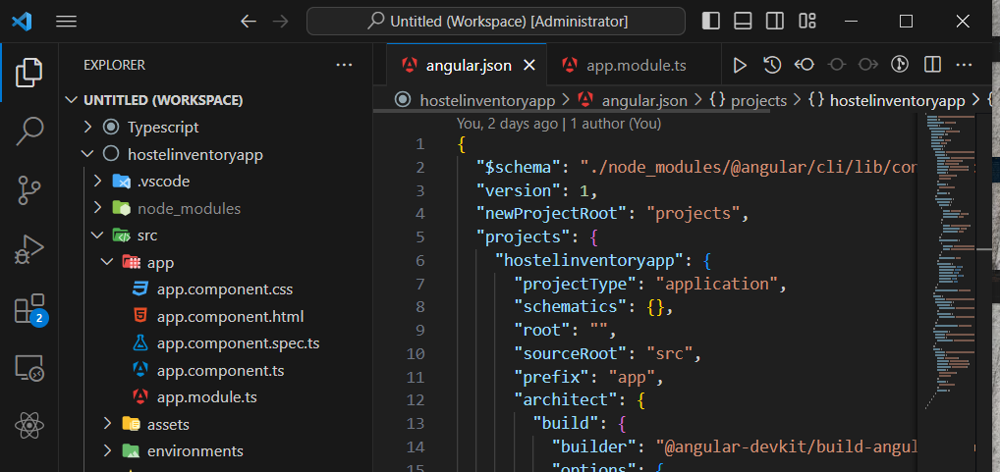 Untitled (Workspace) [Administrator]
EXPLORER
UNTITLED (WORKSPACE)
Typescript
hostelinventoryapp
.vscode
node_modules
src
app
app.component.css
app.component.html
app.component.spec.ts
app.component.ts
app.module.ts
assets
environments
2
angular.json
app.module.ts
hostelinventoryapp > angular.json > {} projects > {} hostelinventoryapp > {
You, 2 days ago | 1 author (You)
1 {
2 "$schema": "./node_modules/@angular/cli/lib/con
3 "version": 1,
4 "newProjectRoot": "projects",
5 "projects": {
6 "hostelinventoryapp": {
7 "projectType": "application",
8 "schematics": {},
9 "root": "",
10 "sourceRoot": "src",
11 "prefix": "app",
12 "architect": {
13 "build": {
14 "builder": "@angular-devkit/build-angul
15 "options": {